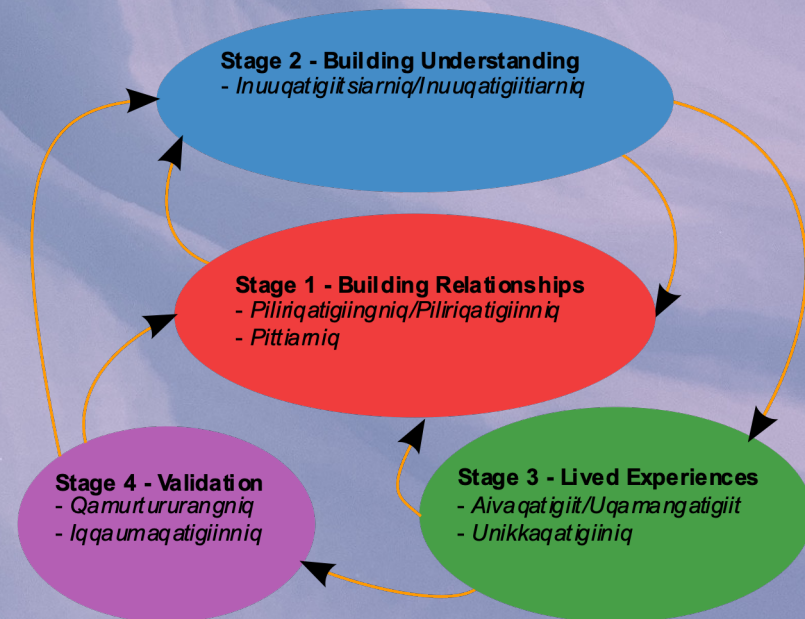 Stage 2 - Building Understanding
- Inuuqatigiitsiarniq/Inuuqatigiitiarniq
Stage 1 - Building Relationships
- Piliriqatigiingniq/Piliriqatigiinniq
- Pittiarniq
Stage 4 - Validation
- Qamurtururangniq
- Iqqaumaqatigiinniq
Stage 3 - Lived Experiences
- Aivaqatigiit/Uqamangatigiit
- Unikkaqatigiiniq